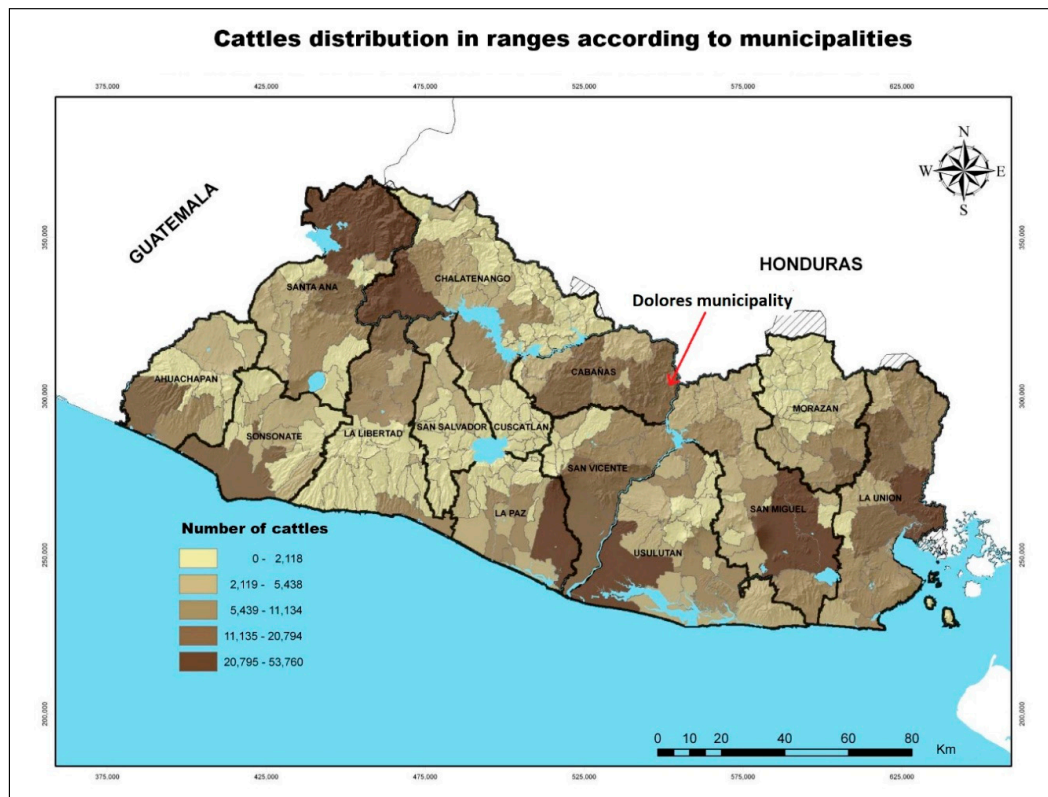 Cattles distribution in ranges according to municipalities
375,000
425,000
475,000
525,000
575,000
625,000
N
W
E
S
GUATEMALA
HONDURAS
350,000
350,000
CHALATENANGO
SANTA ANA
Dolores municipality
CABAÑAS
AHUACHAPAN
300,000
300,000
MORAZAN
SONSONATE
LA LIBERTAD
SAN SALVADOR
CUSCATLAN
SAN VICENTE
LA UNION
LA PAZ
SAN MIGUEL
USULUTAN
250,000
250,000
Number of cattles
0 - 2,118
2,119 - 5,438
5,439 - 11,134
11,135 - 20,794
20,795 - 53,760
200,000
200,000
0 10 20 40 60 80
Km
375,000
425,000
475,000
525,000
575,000
625,000